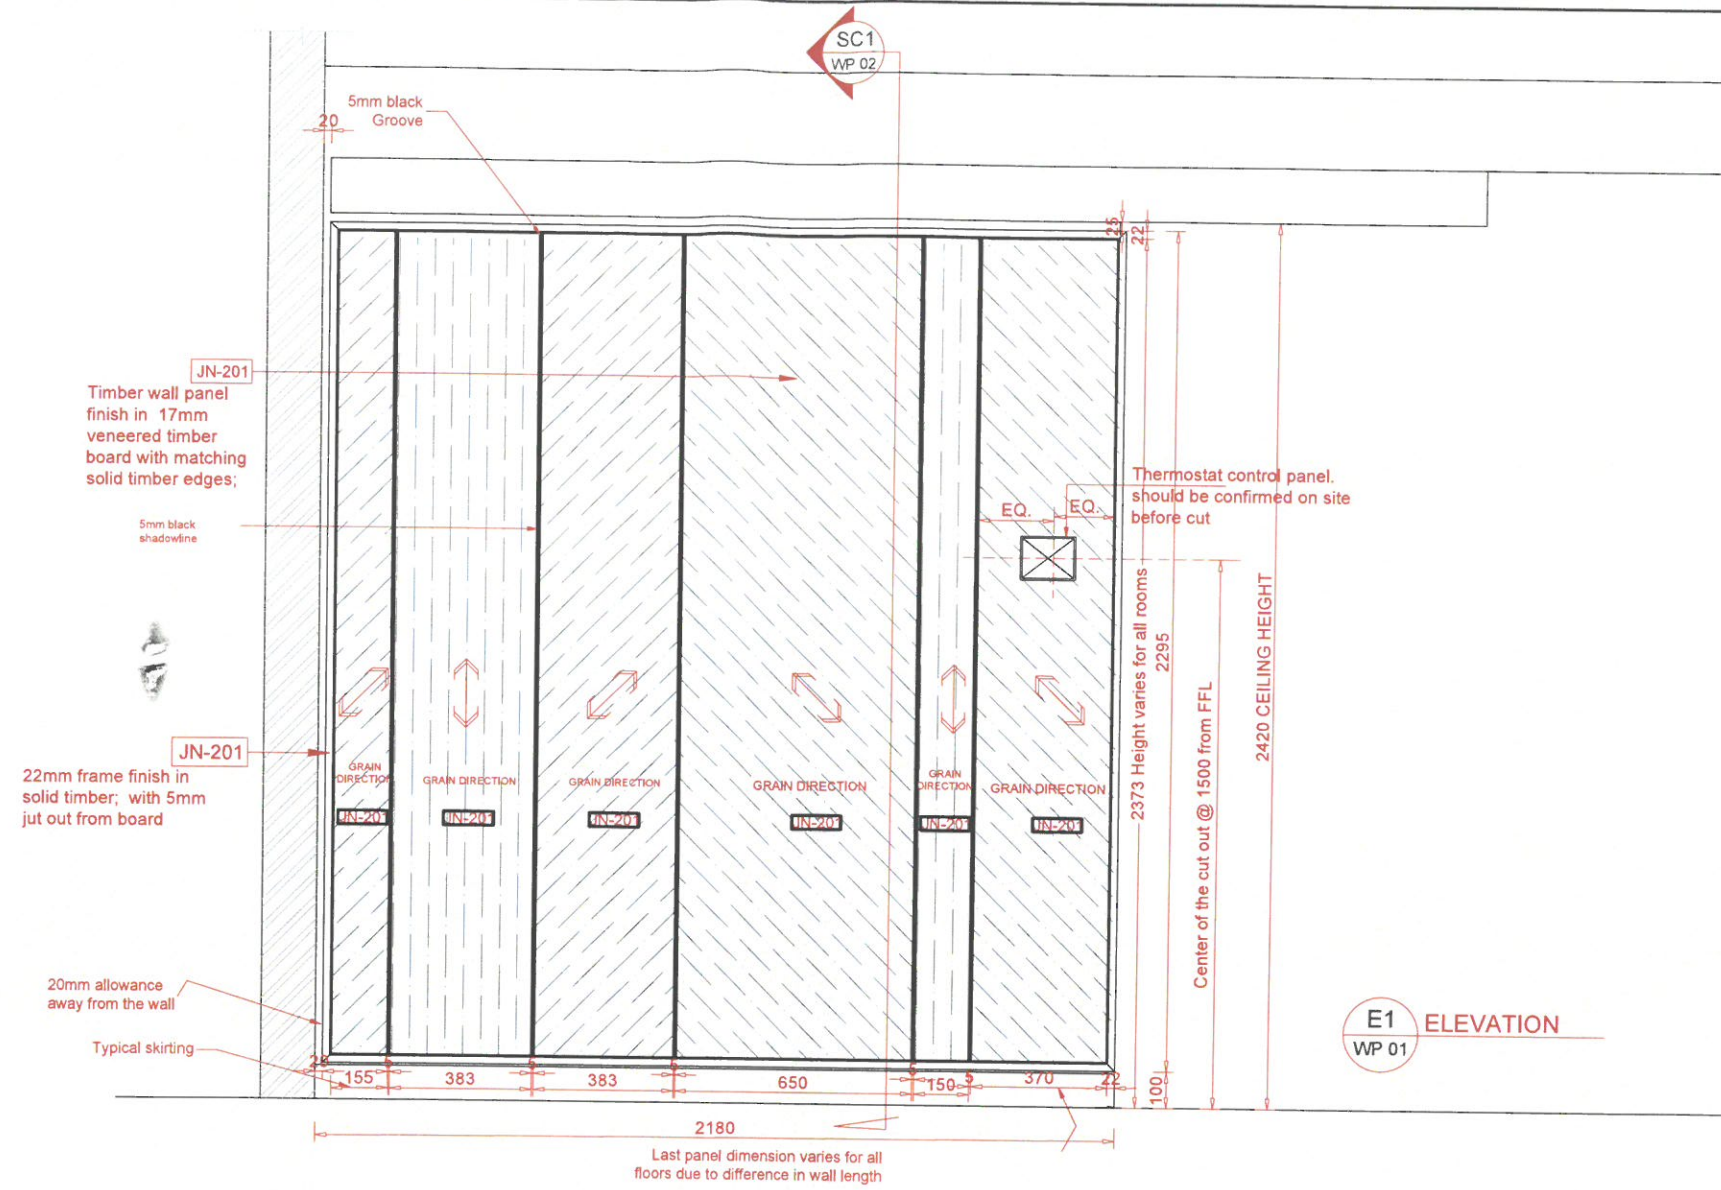 SC1
WP 02
5mm black
Groove
20
25
22
JN-201
Timber wall panel
finish in 17mm
veneered timber
board with matching
solid timber edges;
5mm black
shadowline
Thermostat control panel.
should be confirmed on site
before cut
EQ.
EQ.
2373 Height varies for all rooms
2295
Center of the cut out @ 1500 from FFL
2420 CEILING HEIGHT
JN-201
22mm frame finish in
solid timber; with 5mm
jut out from board
GRAIN
DIRECTION
GRAIN DIRECTION
GRAIN DIRECTION
GRAIN DIRECTION
GRAIN
DIRECTION
GRAIN DIRECTION
JN-201
JN-201
JN-201
JN-201
JN-201
JN-201
20mm allowance
away from the wall
Typical skirting
E1
WP 01
ELEVATION
5
5
5
5
5
155
383
383
650
150
370
22
100
2180
Last panel dimension varies for all
floors due to difference in wall length